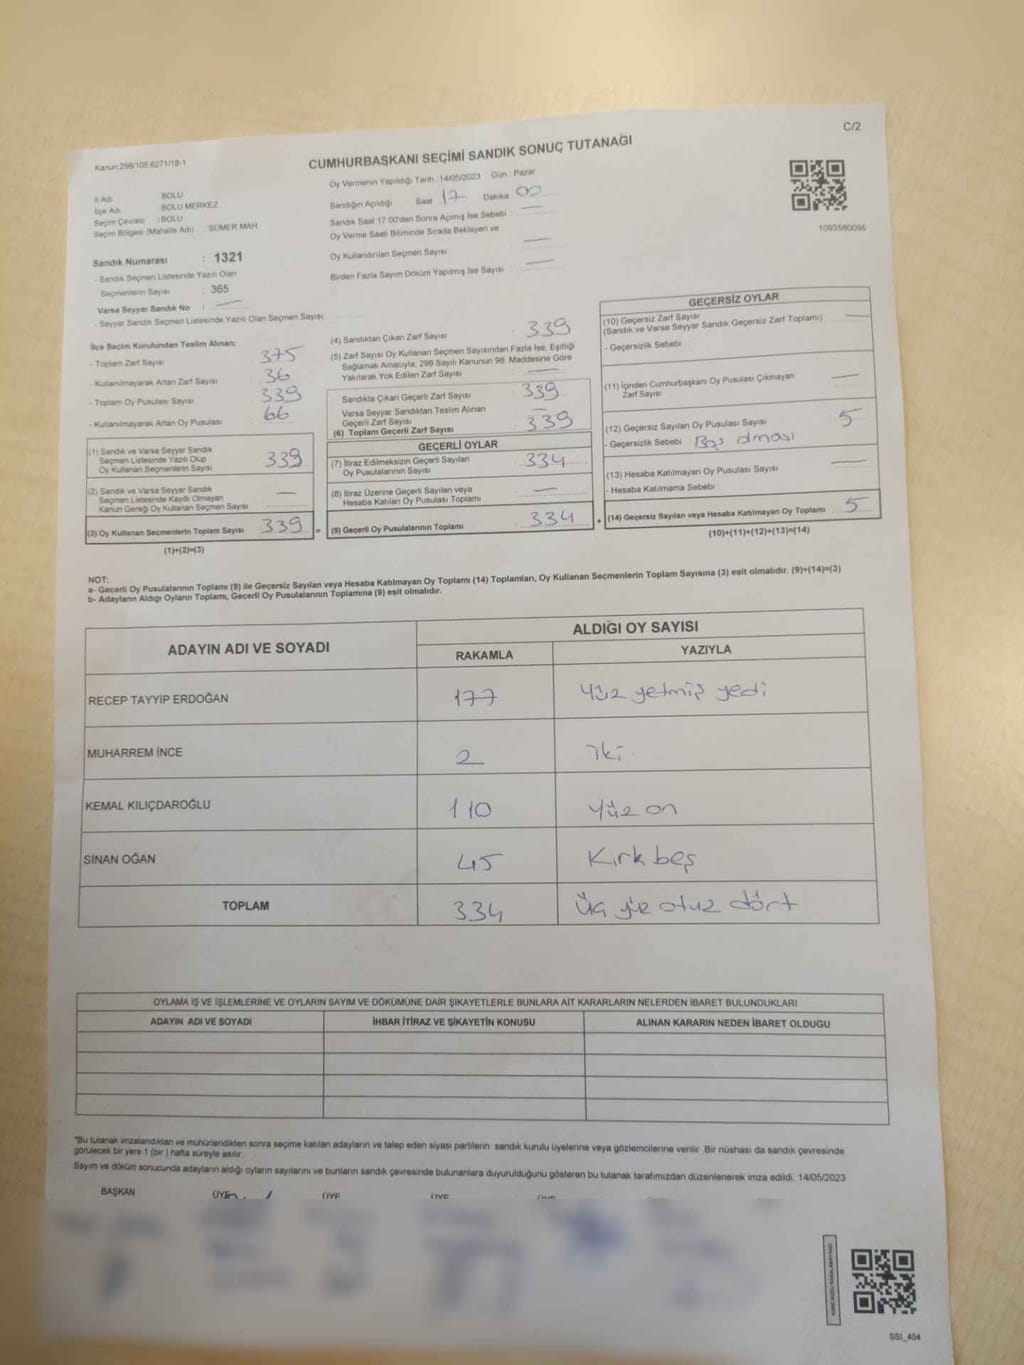 C/2
Kanun:298/105;6271/18-1
CUMHURBAŞKANI SEÇİMİ SANDIK SONUÇ TUTANAĞI
İl Adı BOLU
İlçe Adı BOLU MERKEZ
Seçim Çevresi : BOLU
Seçim Bölgesi (Mahalle Adı) SÜMER MAH.
Sandık Numarası : 1321
- Sandık Seçmen Listesinde Yazılı Olan
Seçmenlerin Sayısı : 365
Varsa Seyyar Sandık No : —
- Seyyar Sandık Seçmen Listesinde Yazılı Olan Seçmen Sayısı
Oy Vermenin Yapıldığı Tarih : 14/05/2023 Gün : Pazar
Sandığın Açıldığı Saat 17 Dakika 00
Sandık Saat 17.00'den Sonra Açımış İse Sebebi —
Oy Verme Saati Bitiminde Sırada Bekleyen ve
Oy Kullandırılan Seçmen Sayısı —
Birden Fazla Sayım Döküm Yapılmış İse Sayısı —
1093560095
İlçe Seçim Kurulundan Teslim Alınan;
- Toplam Zarf Sayısı 375
- Kullanılmayarak Artan Zarf Sayısı 36
- Toplam Oy Pusulası Sayısı 339
- Kullanılmayarak Artan Oy Pusulası 66
(1) Sandık ve Varsa Seyyar Sandık
Seçmen Listesinde Yazılı Olup
Oy Kullanan Seçmenlerin Sayısı 339
(2) Sandık ve Varsa Seyyar Sandık
Seçmen Listesinde Kayıtlı Olmayan
Kanun Gereği Oy Kullanan Seçmen Sayısı —
(3) Oy Kullanan Seçmenlerin Toplam Sayısı 339 =
(1)+(2)=(3)
(4) Sandıktan Çıkan Zarf Sayısı : 339
(5) Zarf Sayısı Oy Kullanan Seçmen Sayısından Fazla İse, Eşitliği
Sağlamak Amacıyla; 298 Sayılı Kanunun 98. Maddesine Göre
Yakılarak Yok Edilen Zarf Sayısı —
Sandıkta Çıkan Geçerli Zarf Sayısı 339
Varsa Seyyar Sandıktan Teslim Alınan
Geçerli Zarf Sayısı —
(6) Toplam Geçerli Zarf Sayısı 339
GEÇERLİ OYLAR
(7) İtiraz Edilmeksizin Geçerli Sayılan
Oy Pusulalarının Sayısı 334
(8) İtiraz Üzerine Geçerli Sayılan veya
Hesaba Katılan Oy Pusulası Toplamı —
(9) Geçerli Oy Pusulalarının Toplamı 334 +
GEÇERSİZ OYLAR
(10) Geçersiz Zarf Sayısı
(Sandık ve Varsa Seyyar Sandık Geçersiz Zarf Toplamı) —
- Geçersizlik Sebebi :
(11) İçinden Cumhurbaşkanı Oy Pusulası Çıkmayan
Zarf Sayısı —
(12) Geçersiz Sayılan Oy Pusulası Sayısı 5
- Geçersizlik Sebebi : Boş olması
(13) Hesaba Katılmayan Oy Pusulası Sayısı —
- Hesaba Katılmama Sebebi :
(14) Geçersiz Sayılan veya Hesaba Katılmayan Oy Toplamı 5
(10)+(11)+(12)+(13)=(14)
NOT:
a- Geçerli Oy Pusulalarının Toplamı (9) ile Geçersiz Sayılan veya Hesaba Katılmayan Oy Toplamı (14) Toplamları, Oy Kullanan Seçmenlerin Toplam Sayısına (3) eşit olmalıdır. (9)+(14)=(3)
b- Adayların Aldığı Oyların Toplamı, Geçerli Oy Pusulalarının Toplamına (9) eşit olmalıdır.
ADAYIN ADI VE SOYADI ALDIĞI OY SAYISI
RAKAMLA YAZIYLA
RECEP TAYYİP ERDOĞAN 177 Yüz yetmiş yedi
MUHARREM İNCE 2 iki
KEMAL KILIÇDAROĞLU 110 Yüz on
SİNAN OĞAN 45 Kırk beş
TOPLAM 334 Üç yüz otuz dört
OYLAMA İŞ VE İŞLEMLERİNE VE OYLARIN SAYIM VE DÖKÜMÜNE DAİR ŞİKAYETLERLE BUNLARA AİT KARARLARIN NELERDEN İBARET BULUNDUKLARI
ADAYIN ADI VE SOYADI İHBAR İTİRAZ VE ŞİKAYETİN KONUSU ALINAN KARARIN NEDEN İBARET OLDUĞU
*Bu tutanak imzalandıktan ve mühürlendikten sonra seçime katılan adayların ve talep eden siyasi partilerin sandık kurulu üyelerine veya gözlemcilerine verilir. Bir nüshası da sandık çevresinde
görülecek bir yere 1 (bir) hafta süreyle asılır.
Sayım ve döküm sonucunda adayların aldığı oyların sayılarını ve bunların sandık çevresinde bulunanlara duyurulduğunu gösteren bu tutanak tarafımızdan düzenlenerek imza edildi. 14/05/2023
BAŞKAN ÜYE ÜYE ÜYE
SSI_404